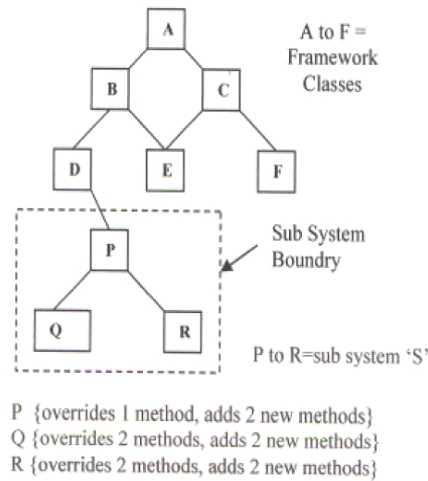 A
A to F =
Framework
Classes
B
C
D
E
F
Sub System
Boundry
P
Q
R
P to R=sub system ‘S’
P {overrides 1 method, adds 2 new methods}
Q {overrides 2 methods, adds 2 new methods}
R {overrides 2 methods, adds 2 new methods}